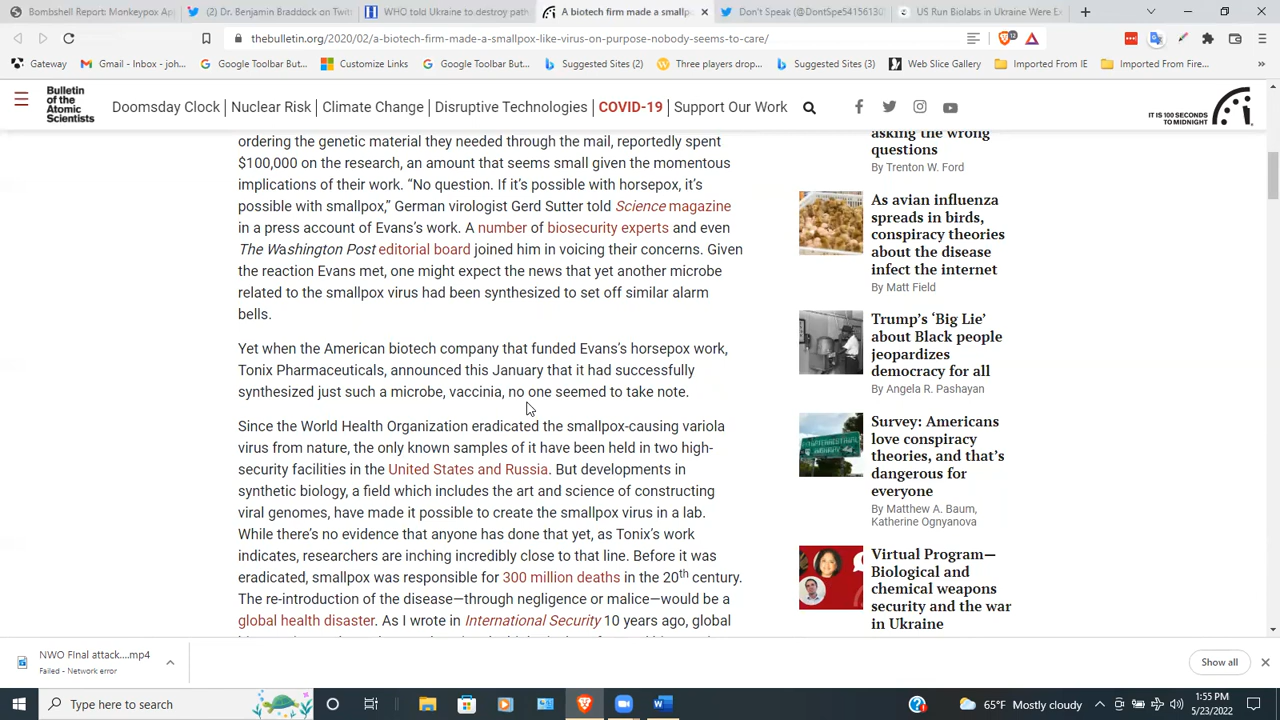 Bombshell Report: Monkeypox Ap
(2) Dr. Benjamin Braddock on Twitt
WHO told Ukraine to destroy path
A biotech firm made a smallpo
Don't Speak (@DontSpe54156130
US Run Biolabs in Ukraine Were Ex
thebulletin.org/2020/02/a-biotech-firm-made-a-smallpox-like-virus-on-purpose-nobody-seems-to-care/
12
Gateway
Gmail - Inbox - joh...
Google Toolbar But...
Customize Links
Google Toolbar But...
Suggested Sites (2)
Three players drop...
Suggested Sites (3)
Web Slice Gallery
Imported From IE
Imported From Fire...
Bulletin
of the
Atomic
Scientists
Doomsday Clock | Nuclear Risk | Climate Change | Disruptive Technologies | COVID-19 | Support Our Work
IT IS 100 SECONDS
TO MIDNIGHT
ordering the genetic material they needed through the mail, reportedly spent
$100,000 on the research, an amount that seems small given the momentous
implications of their work. “No question. If it’s possible with horsepox, it’s
possible with smallpox,” German virologist Gerd Sutter told Science magazine
in a press account of Evans’s work. A number of biosecurity experts and even
The Washington Post editorial board joined him in voicing their concerns. Given
the reaction Evans met, one might expect the news that yet another microbe
related to the smallpox virus had been synthesized to set off similar alarm
bells.
Yet when the American biotech company that funded Evans’s horsepox work,
Tonix Pharmaceuticals, announced this January that it had successfully
synthesized just such a microbe, vaccinia, no one seemed to take note.
Since the World Health Organization eradicated the smallpox-causing variola
virus from nature, the only known samples of it have been held in two high-
security facilities in the United States and Russia. But developments in
synthetic biology, a field which includes the art and science of constructing
viral genomes, have made it possible to create the smallpox virus in a lab.
While there’s no evidence that anyone has done that yet, as Tonix’s work
indicates, researchers are inching incredibly close to that line. Before it was
eradicated, smallpox was responsible for 300 million deaths in the 20th century.
The re-introduction of the disease—through negligence or malice—would be a
global health disaster. As I wrote in International Security 10 years ago, global
asking the wrong
questions
By Trenton W. Ford
As avian influenza
spreads in birds,
conspiracy theories
about the disease
infect the internet
By Matt Field
Trump’s ‘Big Lie’
about Black people
jeopardizes
democracy for all
By Angela R. Pashayan
Survey: Americans
love conspiracy
theories, and that’s
dangerous for
everyone
By Matthew A. Baum,
Katherine Ognyanova
Virtual Program—
Biological and
chemical weapons
security and the war
in Ukraine
NWO FInal attack....mp4
Failed - Network error
Show all
Type here to search
65°F Mostly cloudy
1:55 PM
5/23/2022